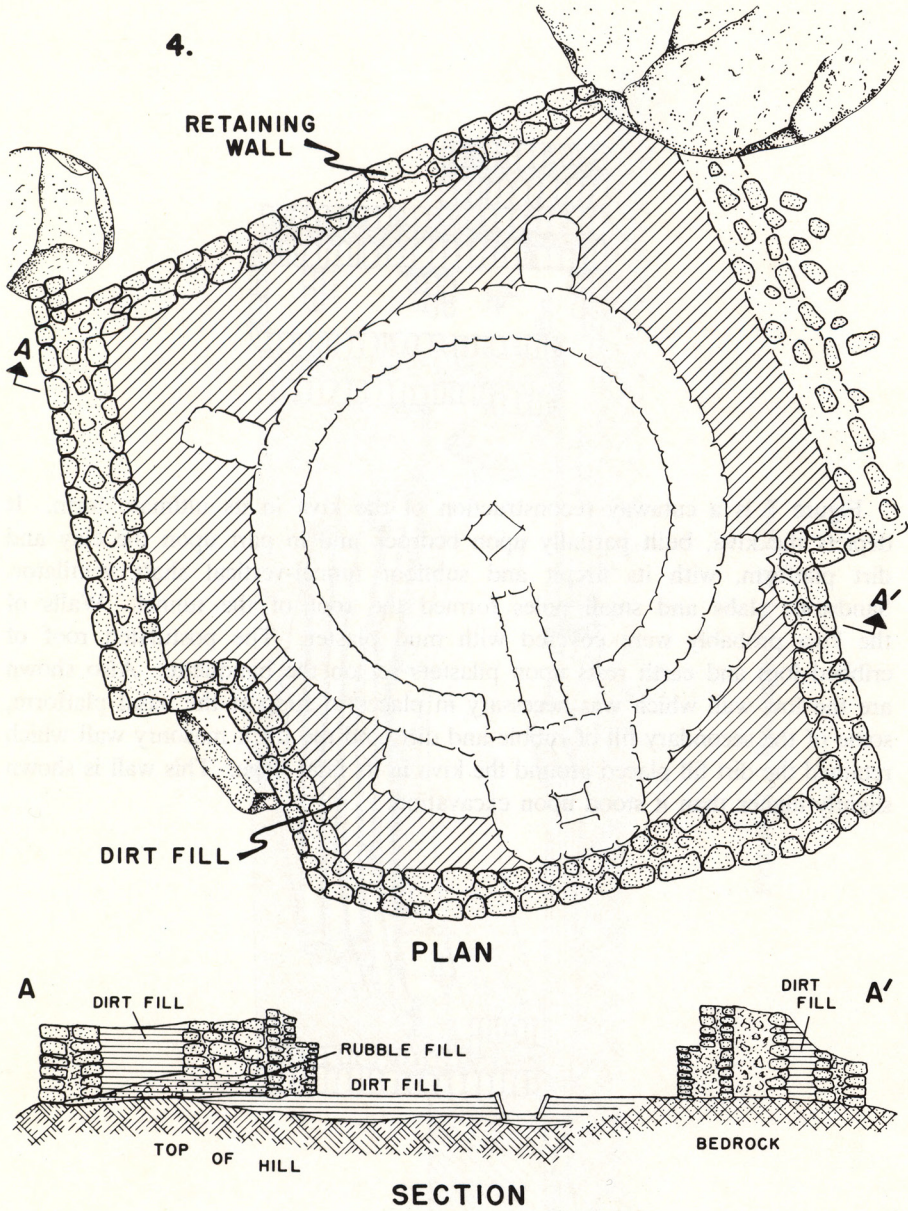 4.
RETAINING
WALL
A
A′
DIRT FILL
PLAN
A
DIRT FILL
DIRT
FILL
A′
RUBBLE FILL
DIRT FILL
TOP OF HILL
BEDROCK
SECTION